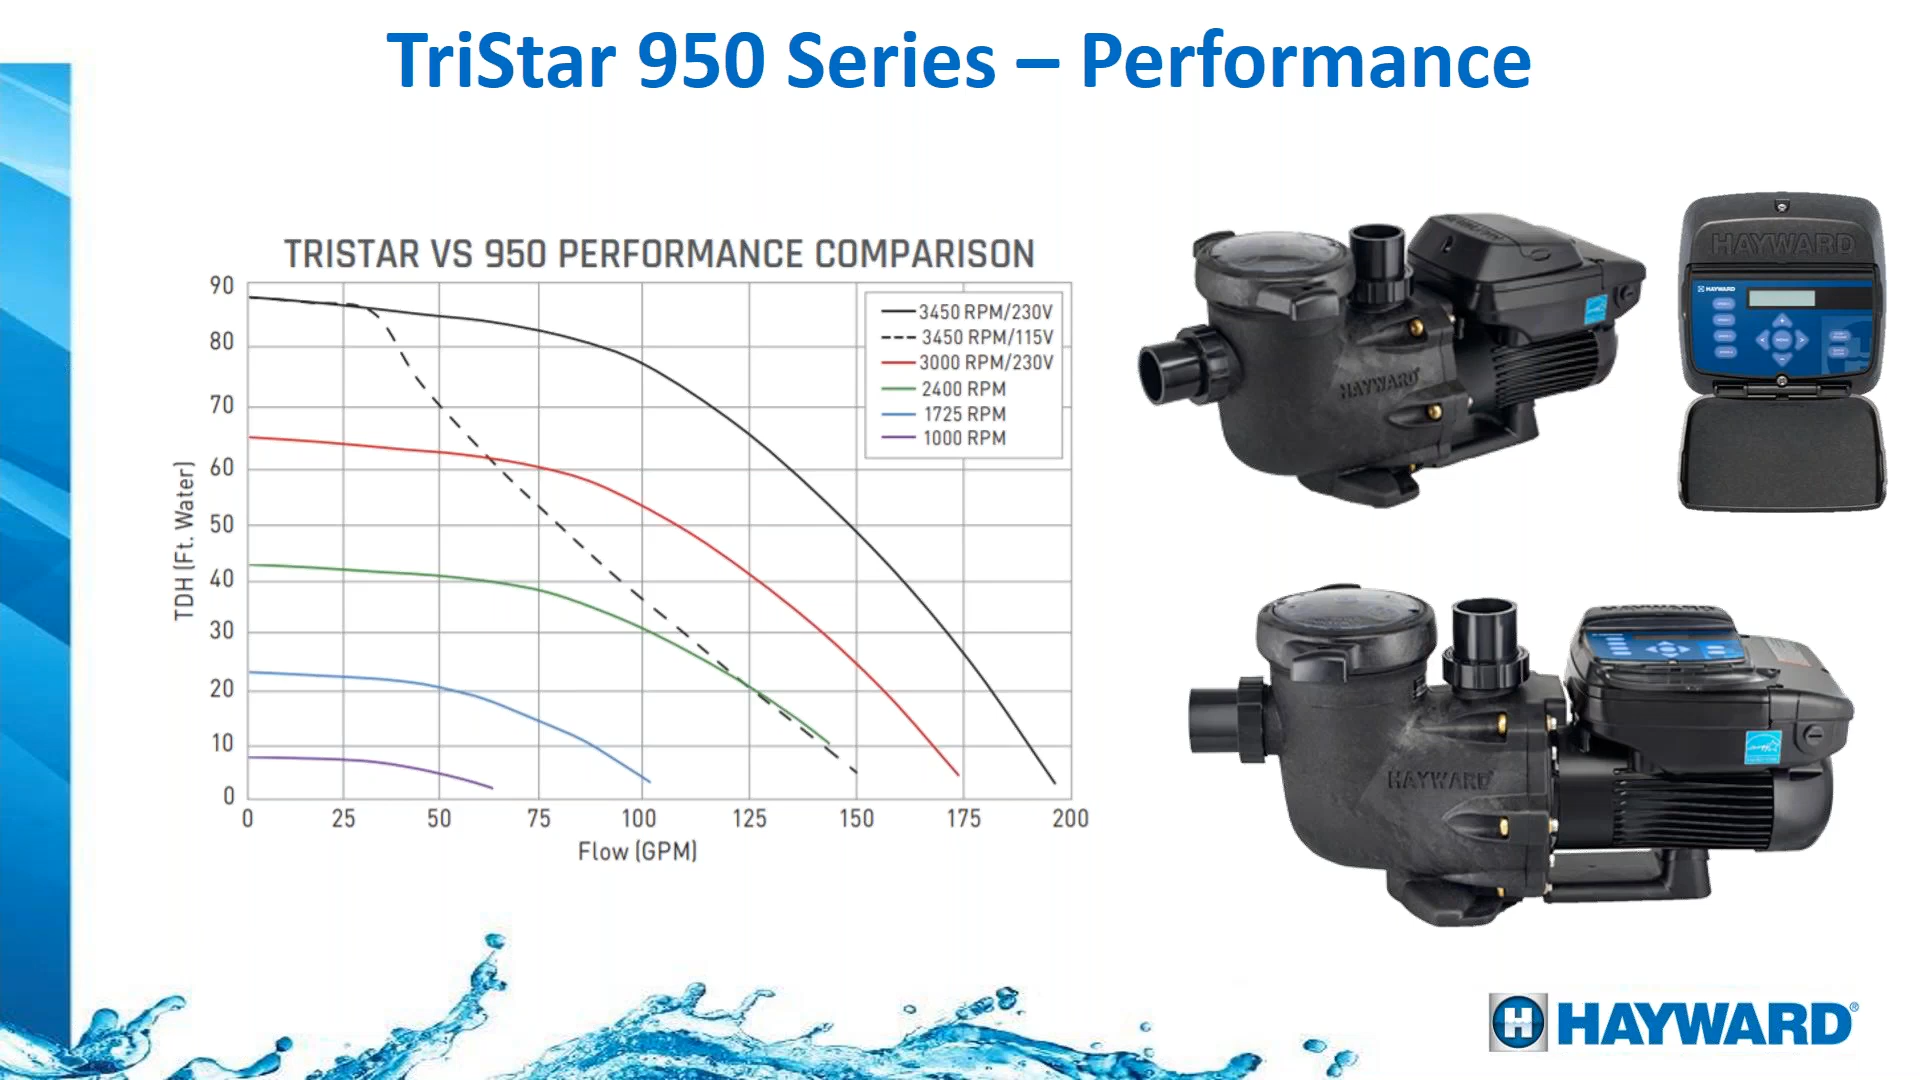 TriStar 950 Series – Performance
TRISTAR VS 950 PERFORMANCE COMPARISON
90
80
70
60
50
40
30
20
10
0
TDH (Ft. Water)
0 25 50 75 100 125 150 175 200
Flow (GPM)
3450 RPM/230V
3450 RPM/115V
3000 RPM/230V
2400 RPM
1725 RPM
1000 RPM
HAYWARD
HAYWARD
HAYWARD
HAYWARD
HAYWARD
H HAYWARD®